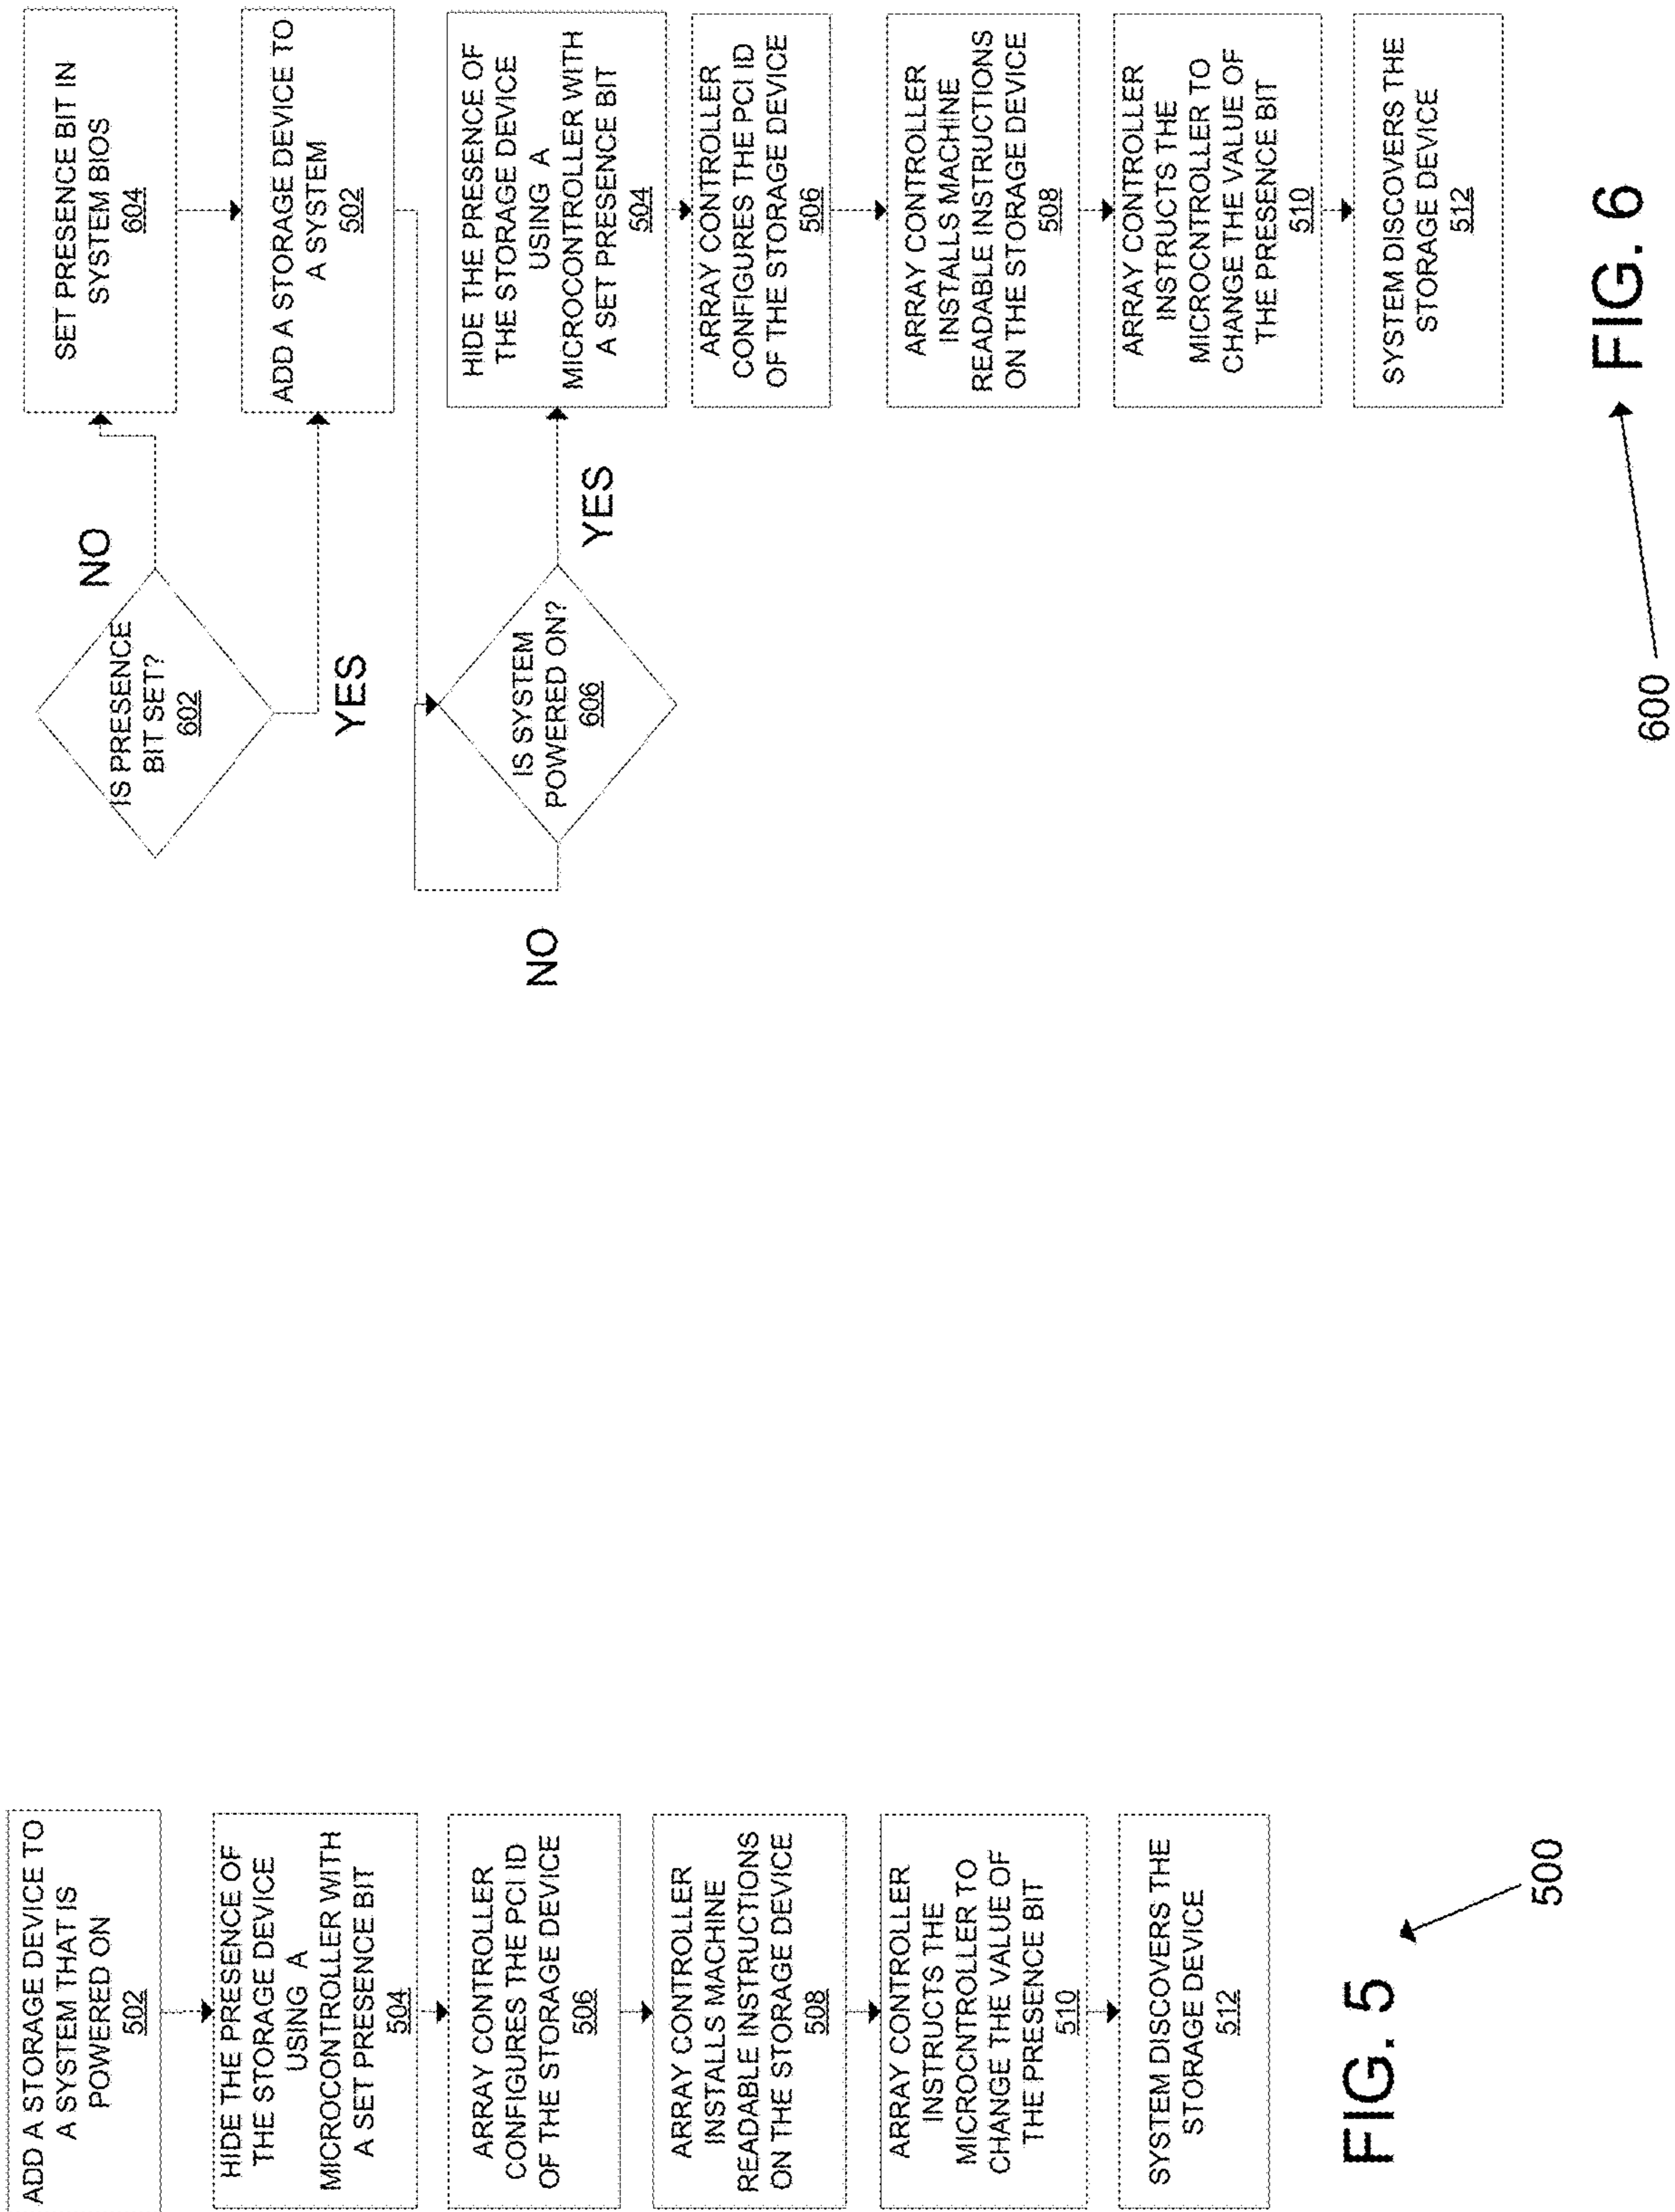 ADD A STORAGE DEVICE TO
A SYSTEM THAT IS
POWERED ON
502
HIDE THE PRESENCE OF
THE STORAGE DEVICE
USING A
MICROCONTROLLER WITH
A SET PRESENCE BIT
504
ARRAY CONTROLLER
CONFIGURES THE PCI ID
OF THE STORAGE DEVICE
506
ARRAY CONTROLLER
INSTALLS MACHINE
READABLE INSTRUCTIONS
ON THE STORAGE DEVICE
508
ARRAY CONTROLLER
INSTRUCTS THE
MICROCNTROLLER TO
CHANGE THE VALUE OF
THE PRESENCE BIT
510
SYSTEM DISCOVERS THE
STORAGE DEVICE
512
500
FIG. 5
IS PRESENCE
BIT SET?
602
NO
YES
SET PRESENCE BIT IN
SYSTEM BIOS
604
ADD A STORAGE DEVICE TO
A SYSTEM
502
IS SYSTEM
POWERED ON?
606
NO
YES
HIDE THE PRESENCE OF
THE STORAGE DEVICE
USING A
MICROCONTROLLER WITH
A SET PRESENCE BIT
504
ARRAY CONTROLLER
CONFIGURES THE PCI ID
OF THE STORAGE DEVICE
506
ARRAY CONTROLLER
INSTALLS MACHINE
READABLE INSTRUCTIONS
ON THE STORAGE DEVICE
508
ARRAY CONTROLLER
INSTRUCTS THE
MICROCNTROLLER TO
CHANGE THE VALUE OF
THE PRESENCE BIT
510
SYSTEM DISCOVERS THE
STORAGE DEVICE
512
600
FIG. 6